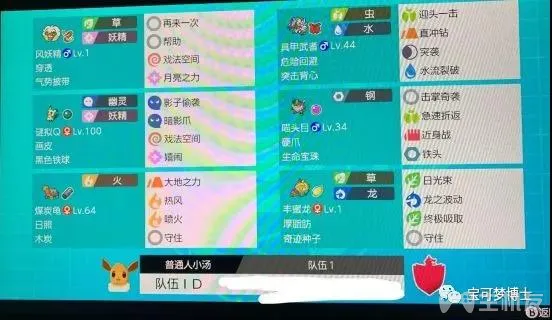 草
妖精
风妖精♂Lv.1
穿透
气势披带
再来一次
帮助
戏法空间
月亮之力
虫
水
具甲武者♂Lv.44
危险回避
突击背心
迎头一击
直冲钻
突袭
水流裂破
幽灵
妖精
谜拟Q♀Lv.100
画皮
黑色铁球
影子偷袭
暗影爪
戏法空间
嬉闹
钢
喵头目♂Lv.34
硬爪
生命宝珠
击掌奇袭
急速折返
近身战
铁头
火
煤炭龟♀Lv.64
日照
木炭
大地之力
热风
喷火
守住
草
龙
丰蜜龙♀Lv.1
厚脂肪
奇迹种子
日光束
龙之波动
终极吸取
守住
普通人小汤
队伍1
队伍ID
宝可梦博士
B返